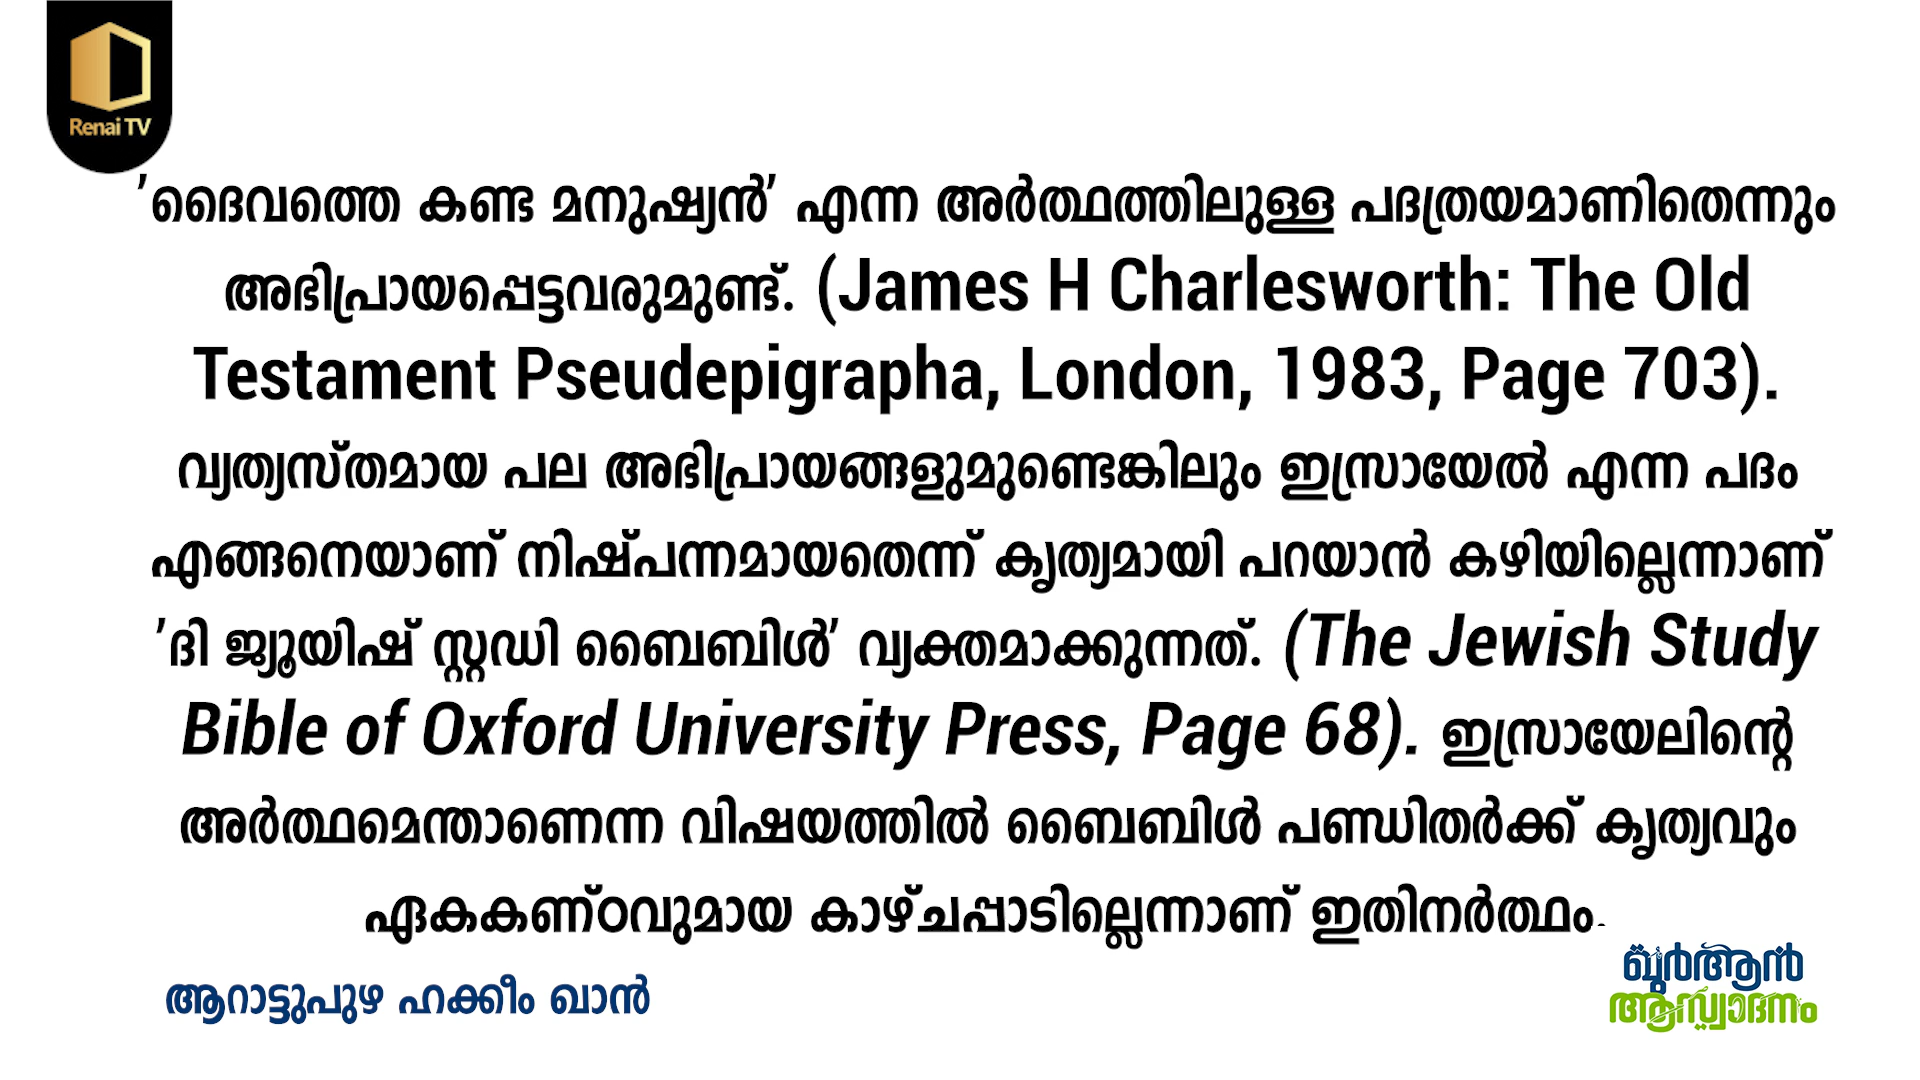 Renai TV
'ദൈവത്തെ കണ്ട മനുഷ്യൻ' എന്ന അർത്ഥത്തിലുള്ള പദത്രയമാണിതെന്നും
അഭിപ്രായപ്പെട്ടവരുമുണ്ട്. (James H Charlesworth: The Old
Testament Pseudepigrapha, London, 1983, Page 703).
വ്യത്യസ്തമായ പല അഭിപ്രായങ്ങളുമുണ്ടെങ്കിലും ഇസ്രായേൽ എന്ന പദം
എങ്ങനെയാണ് നിഷ്പന്നമായതെന്ന് കൃത്യമായി പറയാൻ കഴിയില്ലെന്നാണ്
'ദി ജ്യൂയിഷ് സ്റ്റഡി ബൈബിൾ' വ്യക്തമാക്കുന്നത്. (The Jewish Study
Bible of Oxford University Press, Page 68). ഇസ്രായേലിന്റെ
അർത്ഥമെന്താണെന്ന വിഷയത്തിൽ ബൈബിൾ പണ്ഡിതർക്ക് കൃത്യവും
ഏകകണ്ഠവുമായ കാഴ്ചപ്പാടില്ലെന്നാണ് ഇതിനർത്ഥം.
ആറാട്ടുപുഴ ഹക്കീം ഖാൻ
ഖുർആൻ
ആസ്വാദനം